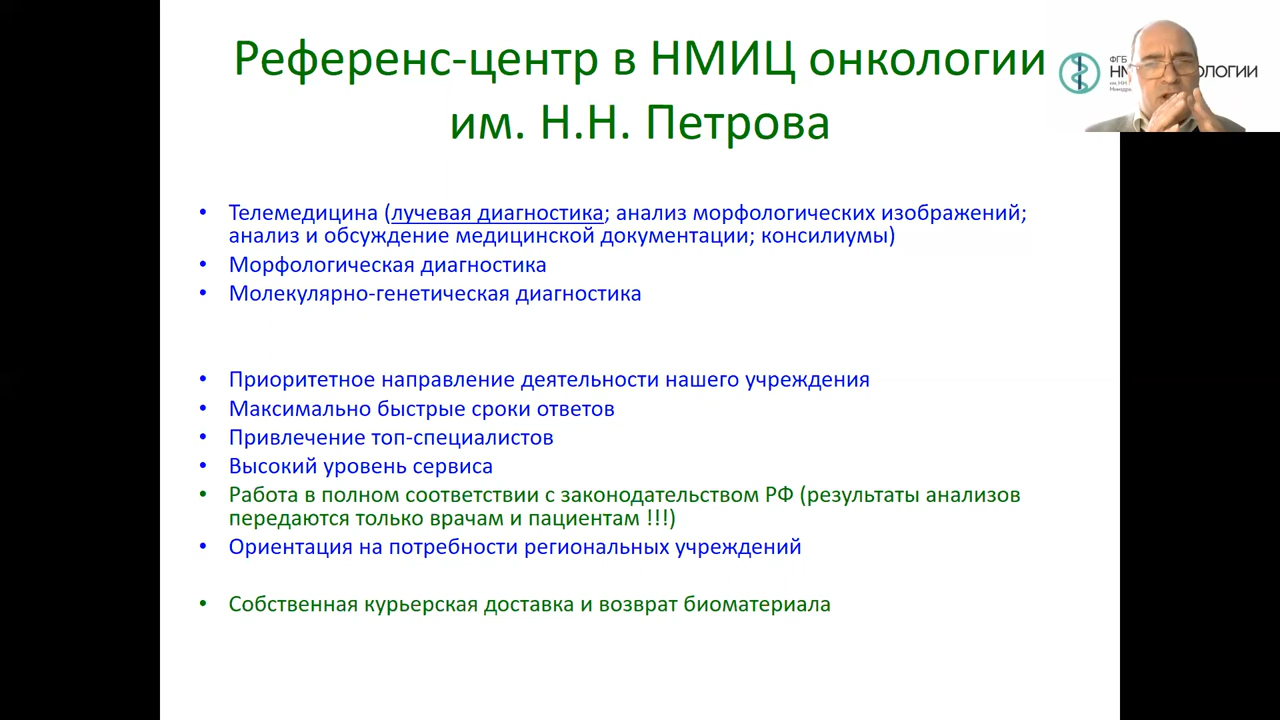 Референс-центр в НМИЦ онкологии
им. Н.Н. Петрова
ФГБ
• Телемедицина (лучевая диагностика; анализ морфологических изображений;
анализ и обсуждение медицинской документации; консилиумы)
• Морфологическая диагностика
• Молекулярно-генетическая диагностика
• Приоритетное направление деятельности нашего учреждения
• Максимально быстрые сроки ответов
• Привлечение топ-специалистов
• Высокий уровень сервиса
• Работа в полном соответствии с законодательством РФ (результаты анализов
передаются только врачам и пациентам !!!)
• Ориентация на потребности региональных учреждений
• Собственная курьерская доставка и возврат биоматериала